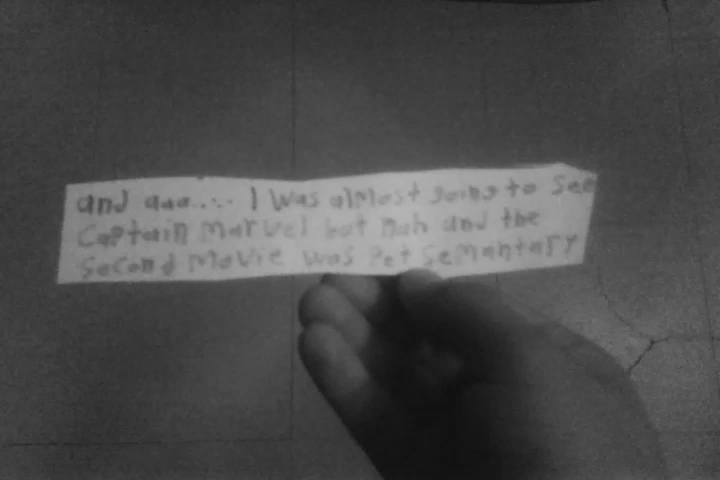 and aaa.... I was almost going to see
Captain Marvel but nah and the
Second Movie was Pet Semantary